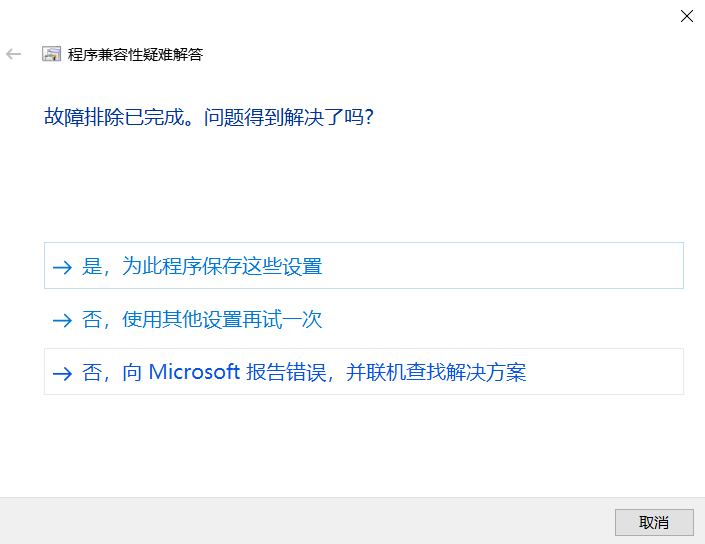 程序兼容性疑难解答
故障排除已完成。问题得到解决了吗?
是，为此程序保存这些设置
否，使用其他设置再试一次
否，向 Microsoft 报告错误，并联机查找解决方案
取消